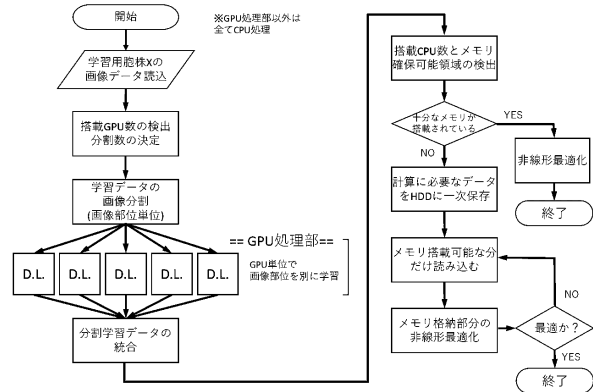 開始
※GPU処理部以外は
全てCPU処理
学習用胞株Xの
画像データ読込
搭載GPU数の検出
分割数の決定
学習データの
画像分割
(画像部位単位)
== GPU処理部==
GPU単位で
画像部位を別に学習
D.L.
D.L.
D.L.
D.L.
D.L.
分割学習データの
統合
搭載CPU数とメモリ
確保可能領域の検出
十分なメモリが
搭載されている
YES
NO
非線形最適化
終了
計算に必要なデータ
をHDDに一次保存
メモリ搭載可能な分
だけ読み込む
NO
メモリ格納部分の
非線形最適化
最適か？
YES
終了